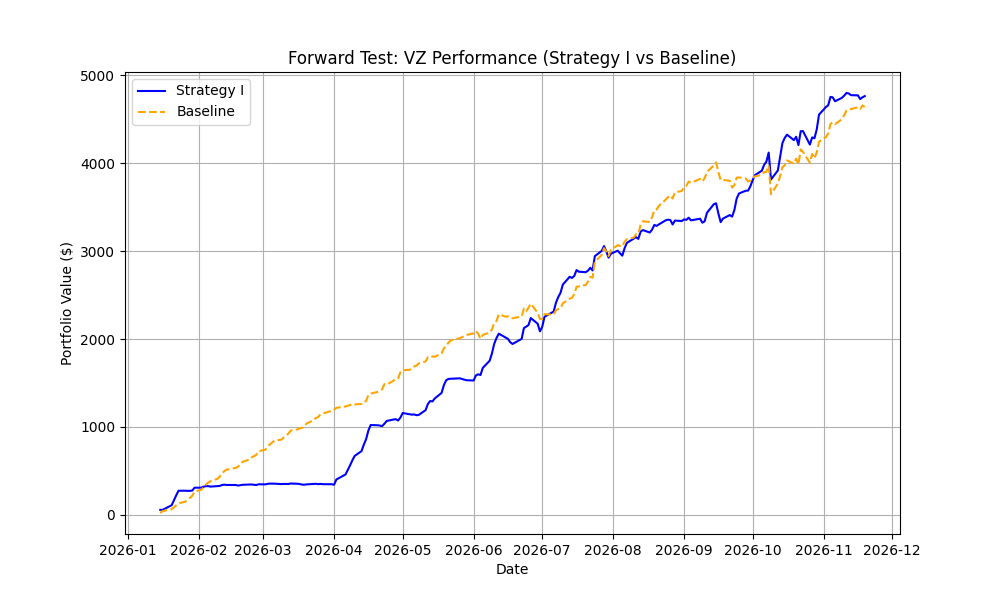 Forward Test: VZ Performance (Strategy I vs Baseline)
Strategy I
Baseline
Portfolio Value ($)
5000
4000
3000
2000
1000
0
2026-01 2026-02 2026-03 2026-04 2026-05 2026-06 2026-07 2026-08 2026-09 2026-10 2026-11 2026-12
Date